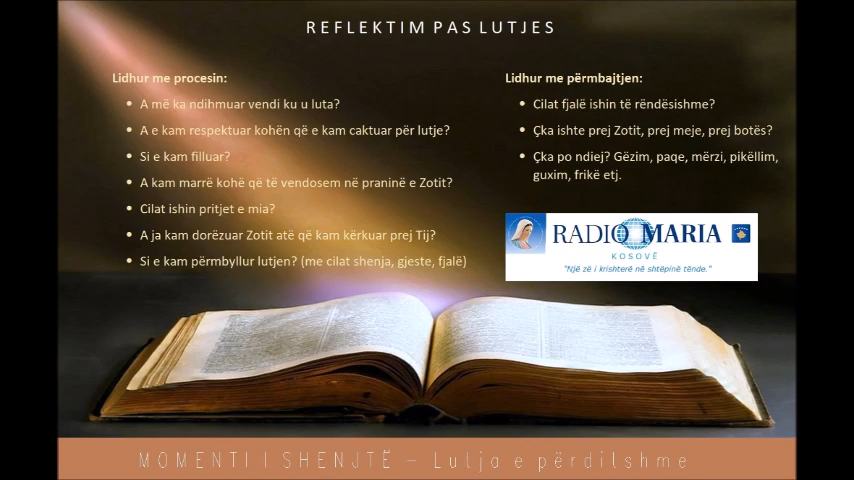 REFLEKTIM PAS LUTJES
Lidhur me procesin:
• A më ka ndihmuar vendi ku u luta?
• A e kam respektuar kohën që e kam caktuar për lutje?
• Si e kam filluar?
• A kam marrë kohë që të vendosem në praninë e Zotit?
• Cilat ishin pritjet e mia?
• A ja kam dorëzuar Zotit atë që kam kërkuar prej Tij?
• Si e kam përmbyllur lutjen? (me cilat shenja, gjeste, fjalë)
Lidhur me përmbajtjen:
• Cilat fjalë ishin të rëndësishme?
• Çka ishte prej Zotit, prej meje, prej botës?
• Çka po ndiej? Gëzim, paqe, mërzi, pikëllim,
guxim, frikë etj.
RADIO MARIA
KOSOVË
"Një zë i krishterë në shtëpinë tënde."
MOMENTI I SHENJTË – Lutja e përditshme